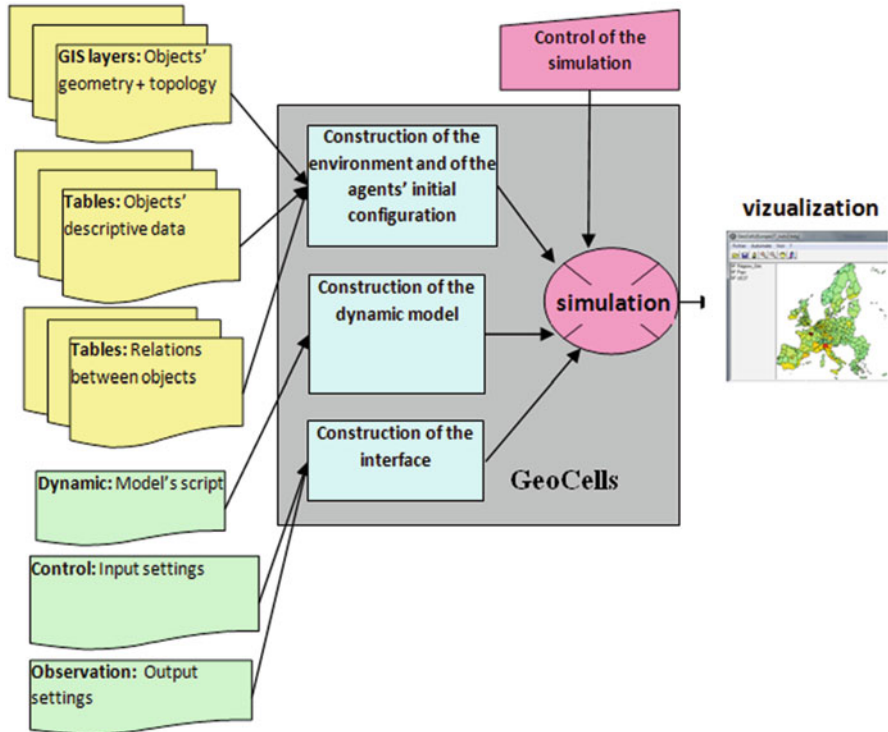 GIS layers: Objects'
geometry + topology
Tables: Objects'
descriptive data
Tables: Relations
between objects
Dynamic: Model's script
Control: Input settings
Observation: Output
settings
Control of the
simulation
Construction of the
environment and of the
agents' initial
configuration
Construction of the
dynamic model
Construction of the
interface
simulation
GeoCells
vizualization